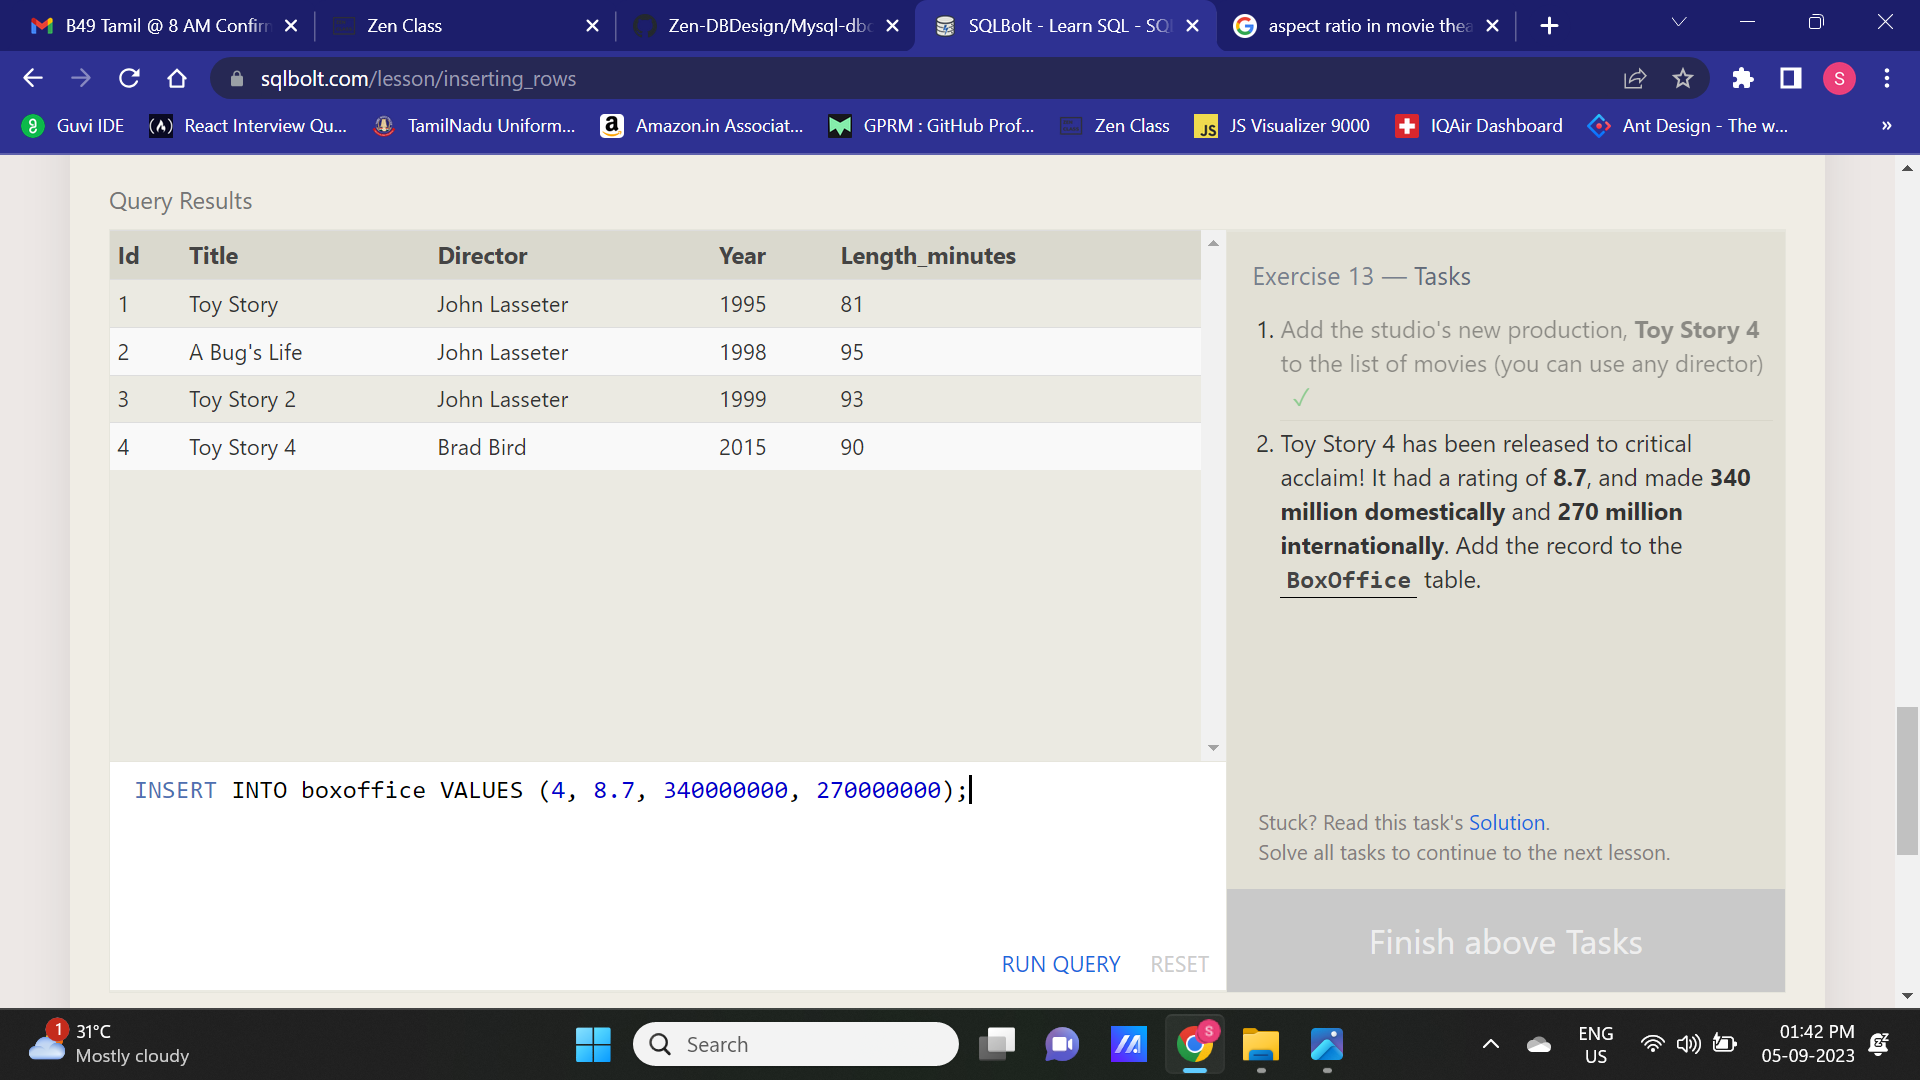 B49 Tamil @ 8 AM Confirm
Zen Class
Zen-DBDesign/Mysql-dbc
SQLBolt - Learn SQL - SQ
aspect ratio in movie thea
sqlbolt.com/lesson/inserting_rows
S
Guvi IDE
React Interview Qu...
TamilNadu Uniform...
Amazon.in Associat...
GPRM : GitHub Prof...
Zen Class
JS Visualizer 9000
IQAir Dashboard
Ant Design - The w...
»
Query Results
Id Title Director Year Length_minutes
1 Toy Story John Lasseter 1995 81
2 A Bug's Life John Lasseter 1998 95
3 Toy Story 2 John Lasseter 1999 93
4 Toy Story 4 Brad Bird 2015 90
INSERT INTO boxoffice VALUES (4, 8.7, 340000000, 270000000);
RUN QUERY RESET
Exercise 13 — Tasks
1. Add the studio's new production, Toy Story 4
to the list of movies (you can use any director)
✓
2. Toy Story 4 has been released to critical
acclaim! It had a rating of 8.7, and made 340
million domestically and 270 million
internationally. Add the record to the
BoxOffice table.
Stuck? Read this task's Solution.
Solve all tasks to continue to the next lesson.
Finish above Tasks
1
31°C
Mostly cloudy
Search
S
ENG
US
01:42 PM
05-09-2023